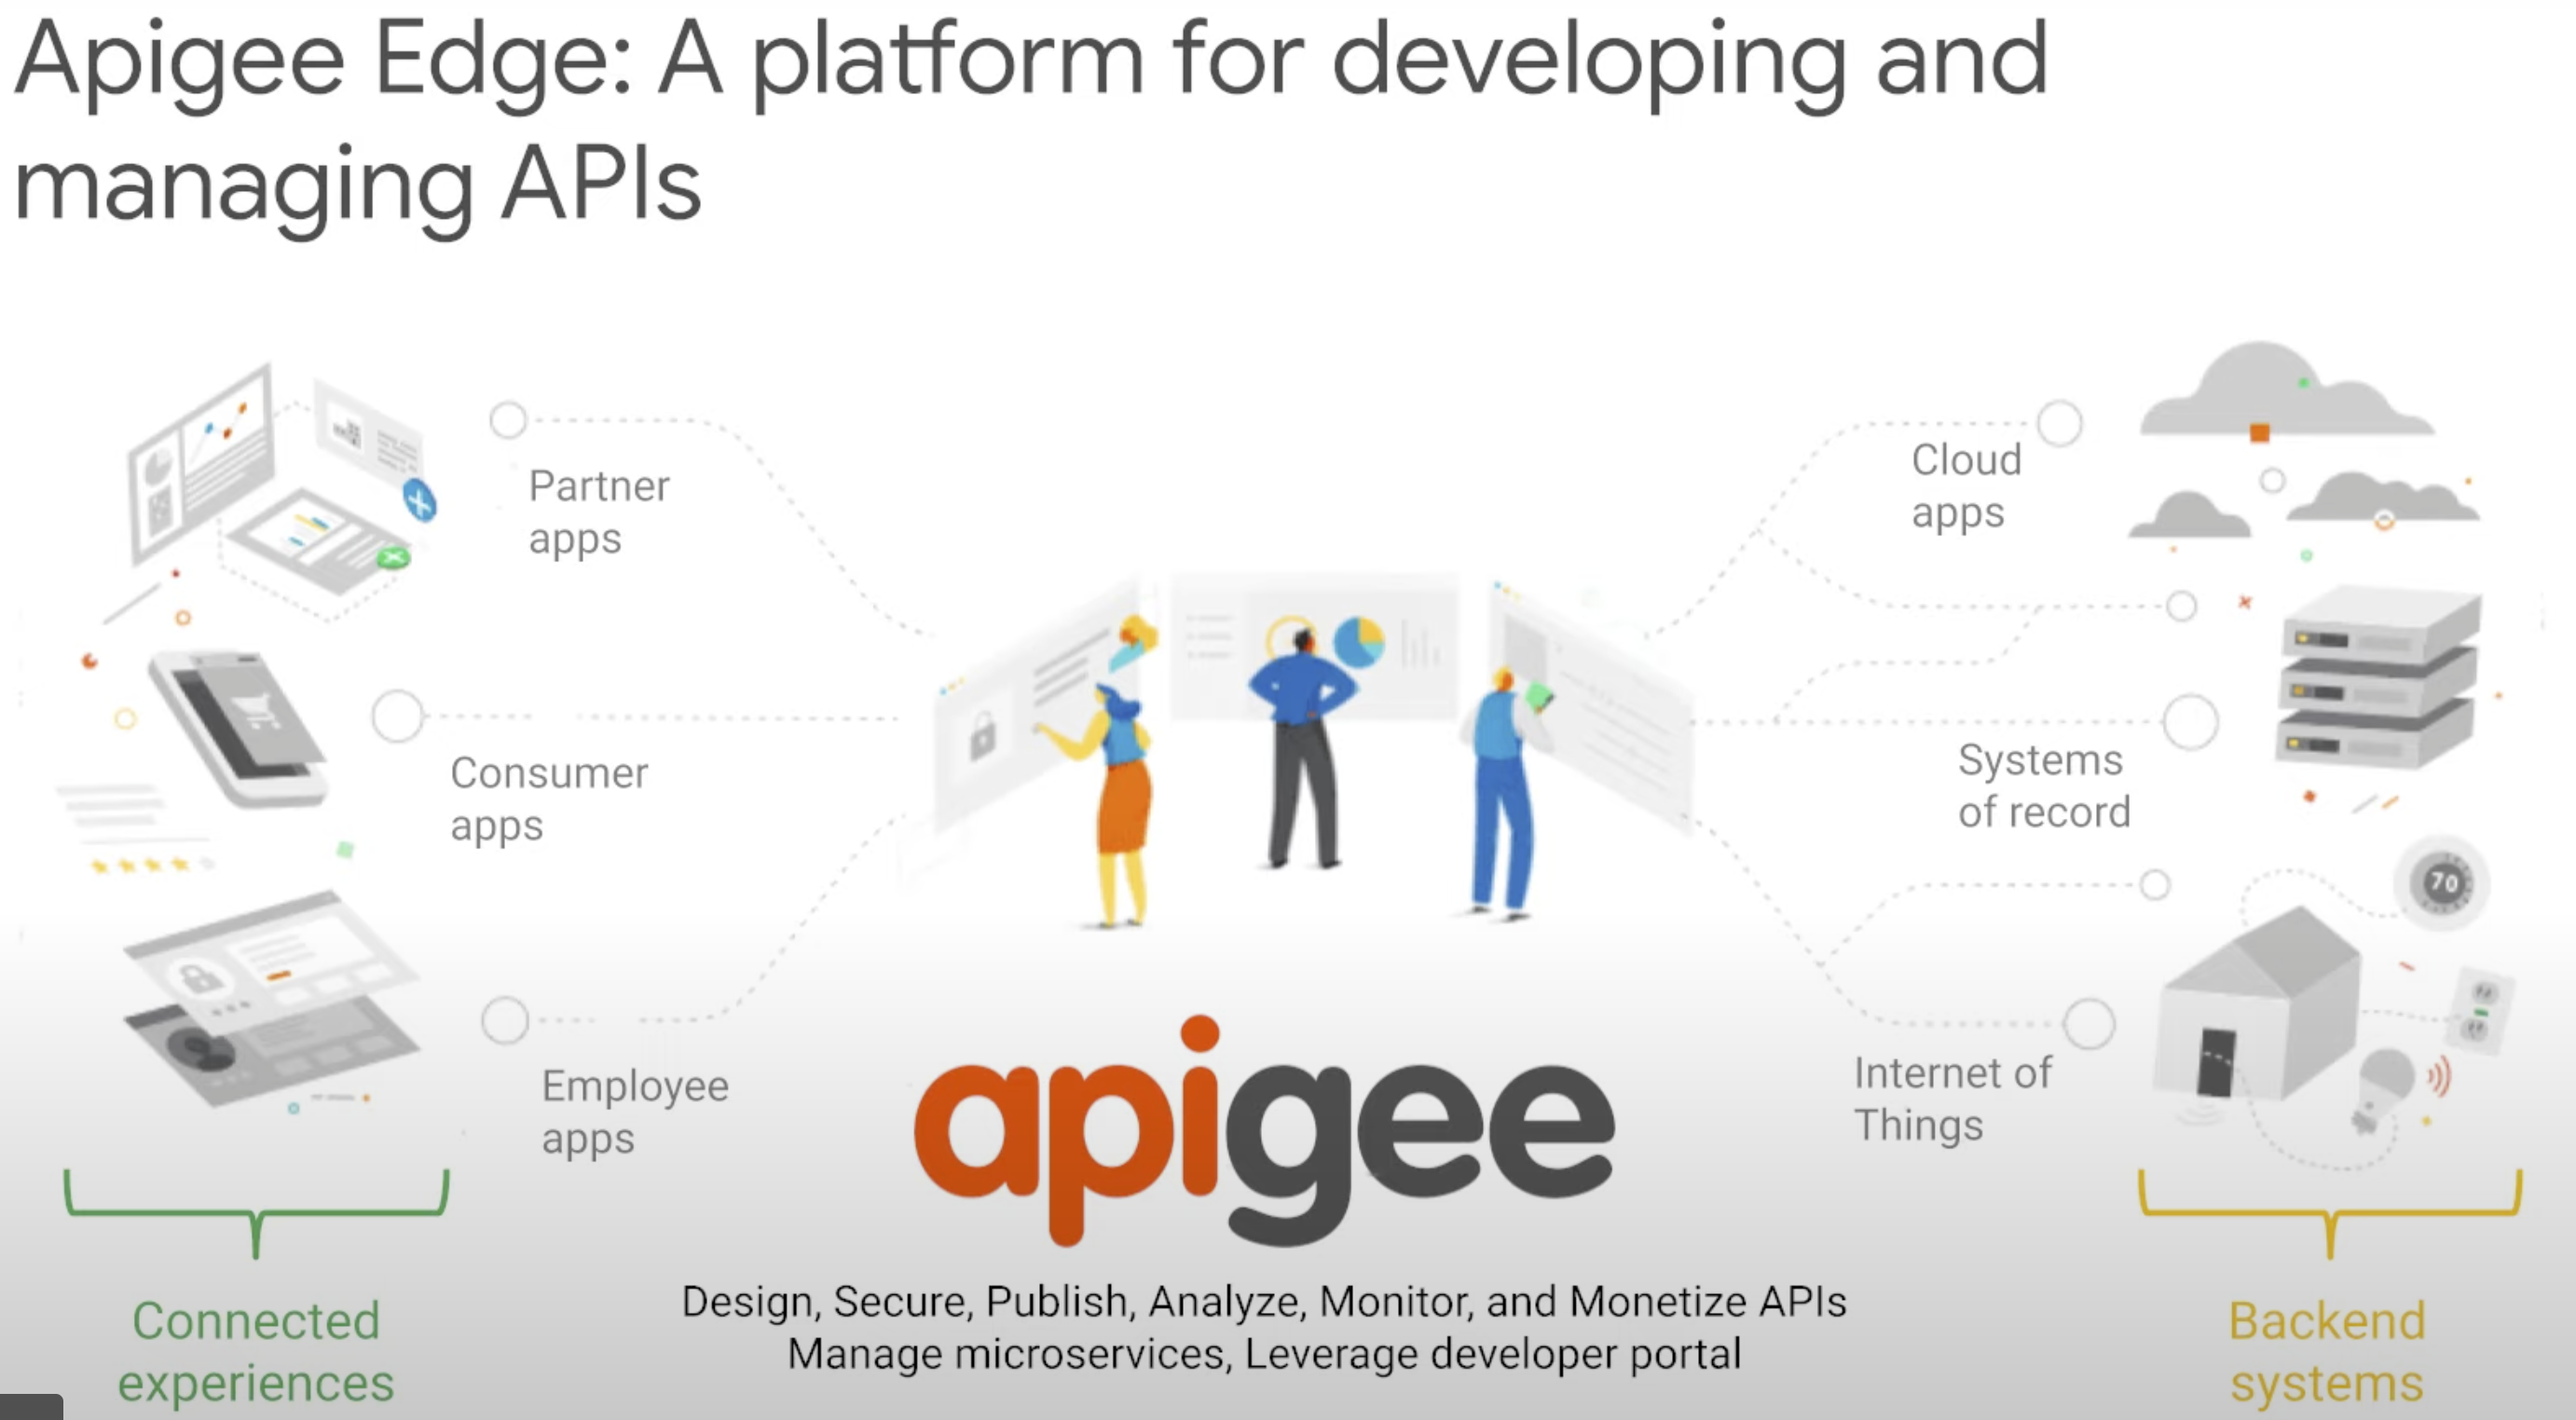 Apigee Edge: A platform for developing and
managing APIs
Partner
apps
Cloud
apps
Consumer
apps
Systems
of record
70
Employee
apps
Internet of
Things
apigee
Design, Secure, Publish, Analyze, Monitor, and Monetize APIs
Manage microservices, Leverage developer portal
Connected
experiences
Backend
systems